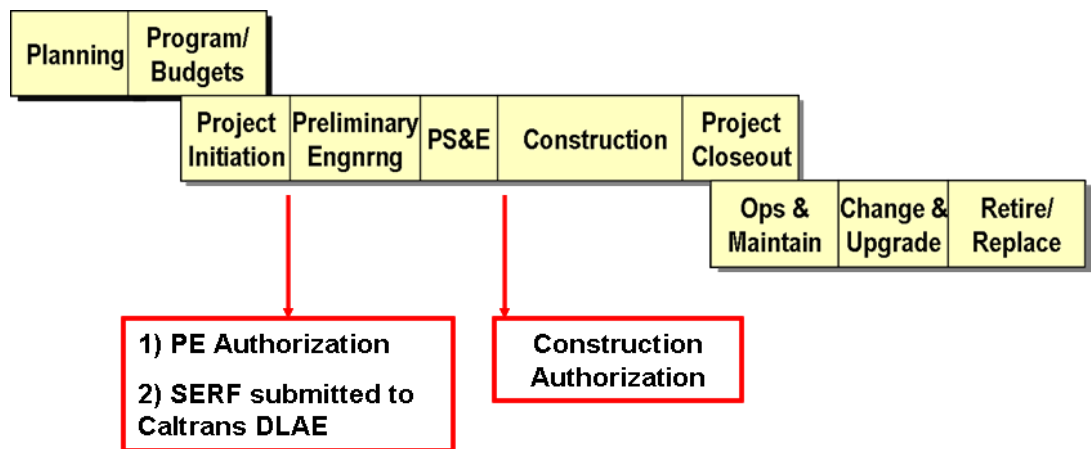 Planning
Program/
Budgets
Project
Initiation
Preliminary
Engnrng
PS&E
Construction
Project
Closeout
Ops &
Maintain
Change &
Upgrade
Retire/
Replace
1) PE Authorization
2) SERF submitted to
Caltrans DLAE
Construction
Authorization